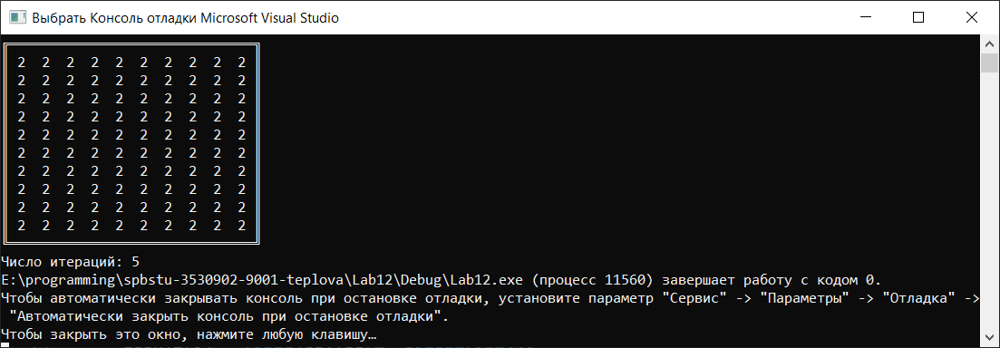 Выбрать Консоль отладки Microsoft Visual Studio
2 2 2 2 2 2 2 2 2 2
2 2 2 2 2 2 2 2 2 2
2 2 2 2 2 2 2 2 2 2
2 2 2 2 2 2 2 2 2 2
2 2 2 2 2 2 2 2 2 2
2 2 2 2 2 2 2 2 2 2
2 2 2 2 2 2 2 2 2 2
2 2 2 2 2 2 2 2 2 2
2 2 2 2 2 2 2 2 2 2
2 2 2 2 2 2 2 2 2 2
Число итераций: 5
E:\programming\spbstu-3530902-9001-teplova\Lab12\Debug\Lab12.exe (процесс 11560) завершает работу с кодом 0.
Чтобы автоматически закрывать консоль при остановке отладки, установите параметр "Сервис" -> "Параметры" -> "Отладка" ->
"Автоматически закрыть консоль при остановке отладки".
Чтобы закрыть это окно, нажмите любую клавишу…